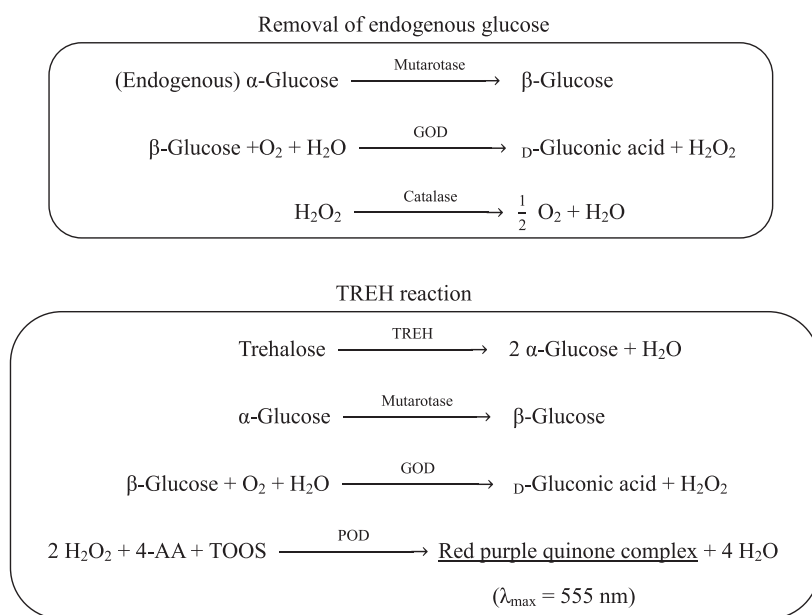 Removal of endogenous glucose
Mutarotase
(Endogenous) α-Glucose β-Glucose
GOD
β-Glucose +O₂ + H₂O D-Gluconic acid + H₂O₂
Catalase
H₂O₂ 1/2 O₂ + H₂O
TREH reaction
TREH
Trehalose 2 α-Glucose + H₂O
Mutarotase
α-Glucose β-Glucose
GOD
β-Glucose + O₂ + H₂O D-Gluconic acid + H₂O₂
POD
2 H₂O₂ + 4-AA + TOOS Red purple quinone complex + 4 H₂O
(λmax = 555 nm)